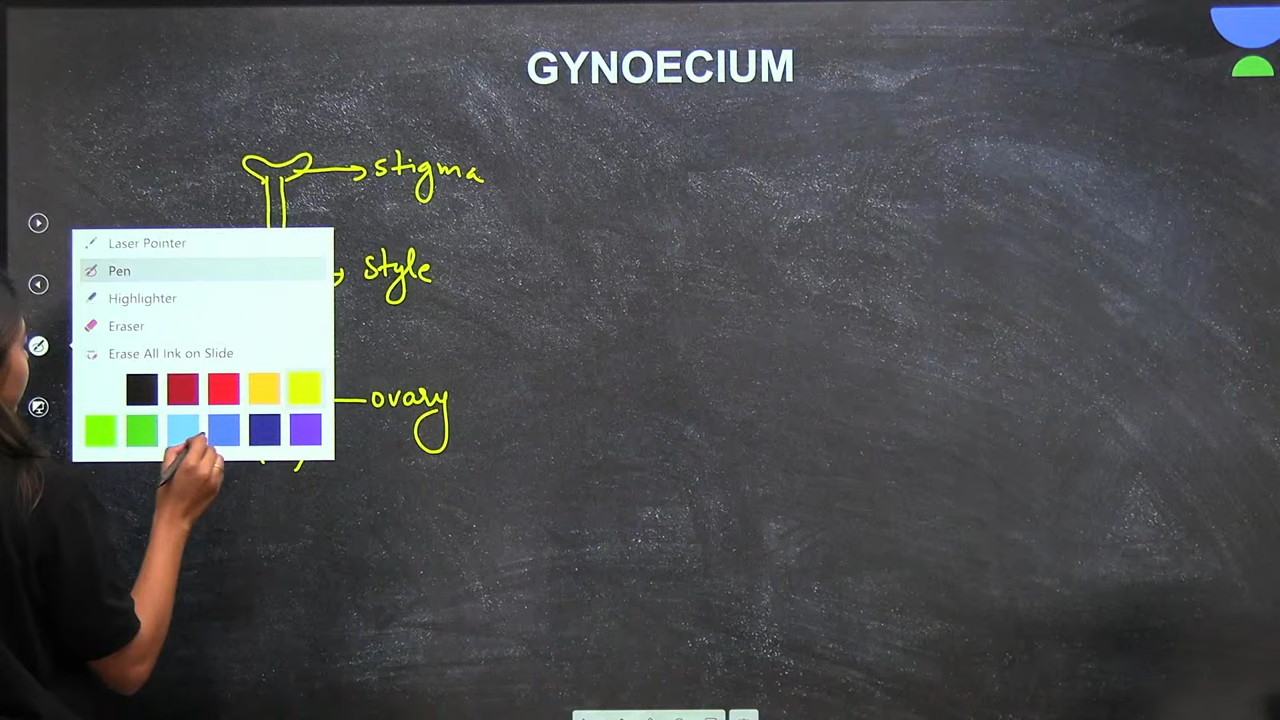 GYNOECIUM
stigma
Laser Pointer
Pen
style
Highlighter
Eraser
Erase All Ink on Slide
ovary